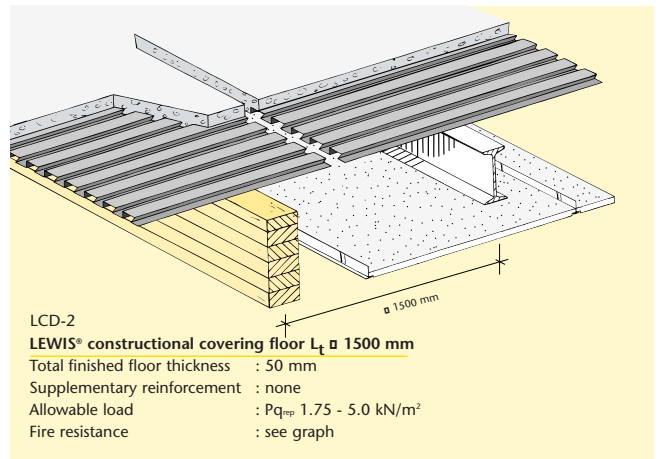 ▯ 1500 mm
LCD-2
LEWIS® constructional covering floor Lt ▯ 1500 mm
Total finished floor thickness : 50 mm
Supplementary reinforcement : none
Allowable load : Pqrep 1.75 - 5.0 kN/m²
Fire resistance : see graph